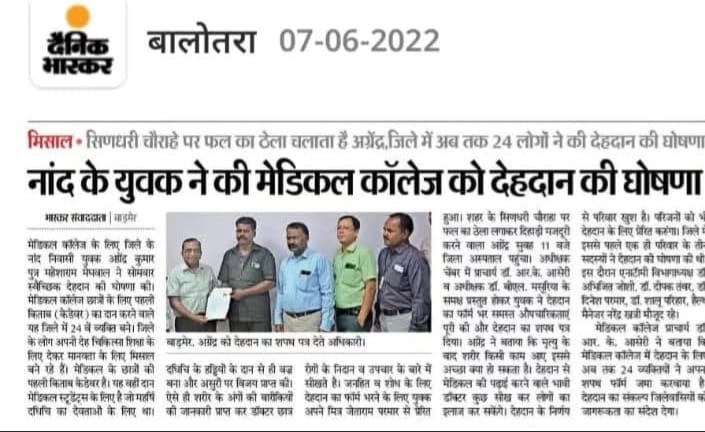 दैनिक
भास्कर
बालोतरा 07-06-2022
मिसाल • सिणधरी चौराहे पर फल का ठेला चलाता है अग्रेंद्र,जिले में अब तक 24 लोगों ने की देहदान की घोषणा
नांद के युवक ने की मेडिकल कॉलेज को देहदान की घोषणा
भास्कर संवाददाता | बाड़मेर
मेडिकल कॉलेज के लिए जिले के
नांद निवासी युवक अग्रेंद्र कुमार
पुत्र महेशाराम मेघवाल ने सोमवार
स्वैच्छिक देहदान की घोषणा की।
मेडिकल कॉलेज छात्रों के लिए पहली
किताब (केडेवर) का दान करने वाले
यह जिले में 24 वें व्यक्ति बने। जिले
के लोग अपनी देह चिकित्सा शिक्षा के
लिए देकर मानवता के लिए मिसाल
बने रहे हैं। मेडिकल के छात्रों की
पहली किताब केडेवर है। यह वहीं दान
मेडिकल स्टूडेंट्स के लिए है जो महर्षि
दधिचि का देवताओं के लिए था।
बाड़मेर. अग्रेंद्र को देहदान का शपथ पत्र देते अधिकारी।
दधिचि के हड्डियों के दान से ही वज्र
बना और असुरों पर विजय प्राप्त की।
ऐसे ही शरीर के अंगों की बारीकियों
की जानकारी प्राप्त कर डॉक्टर छात्र
रोगों के निदान व उपचार के बारे में
सीखते है। जनहित व शोध के लिए
देहदान का फॉर्म भरने के लिए युवक
अपने मित्र जेताराम परमार से प्रेरित
हुआ। शहर के सिणधरी चौराहा पर
फल का ठेला लगाकर दिहाड़ी मजदूरी
करने वाला अग्रेंद्र सुबह 11 बजे
जिला अस्पताल पहुंचा। अधीक्षक
चेंबर में प्राचार्य डॉ. आर.के. आसेरी
व अधीक्षक डॉ. बीएल. मसुरिया के
समक्ष प्रस्तुत होकर युवक ने देहदान
का फॉर्म भर समस्त औपचारिकताएं
पूरी की और देहदान का शपथ पत्र
दिया। अग्रेंद्र ने बताया कि मृत्यु के
बाद शरीर किसी काम आए इससे
अच्छा क्या हो सकता है। देहदान से
मेडिकल की पढ़ाई करने वाले भावी
डॉक्टर कुछ सीख कर लोगों का
इलाज कर सकेंगे। देहदान के निर्णय
से परिवार खुश है। परिजनों को भी
देहदान के लिए प्रेरित करूंगा। जिले में
इससे पहले एक ही परिवार के तीन
सदस्यों ने देहदान की घोषणा की थी
इस दौरान एनाटॉमी विभागाध्यक्ष डॉ
अभिजित जोशी, डॉ. दीपक तंवर, डॉ
दिनेश परमार, डॉ. शालू परिहार, हैल्थ
मैनेजर नरेंद्र खत्री मौजूद रहे।
मेडिकल कॉलेज प्राचार्य डॉ
आर. के. आसेरी ने बताया कि
मेडिकल कॉलेज में देहदान के लिए
अब तक 24 व्यक्तियों ने अपना
शपथ फॉर्म जमा करवाया है
देहदान का संकल्प जिलेवासियों को
जागरूकता का संदेश देगा।